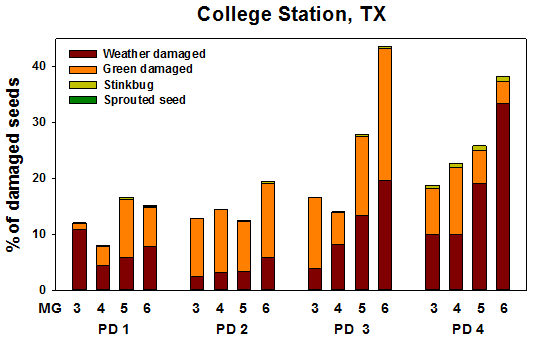 College Station, TX
% of damaged seeds
40
30
20
10
0
Weather damaged
Green damaged
Stinkbug
Sprouted seed
MG 3 4 5 6 3 4 5 6 3 4 5 6 3 4 5 6
PD 1 PD 2 PD 3 PD 4